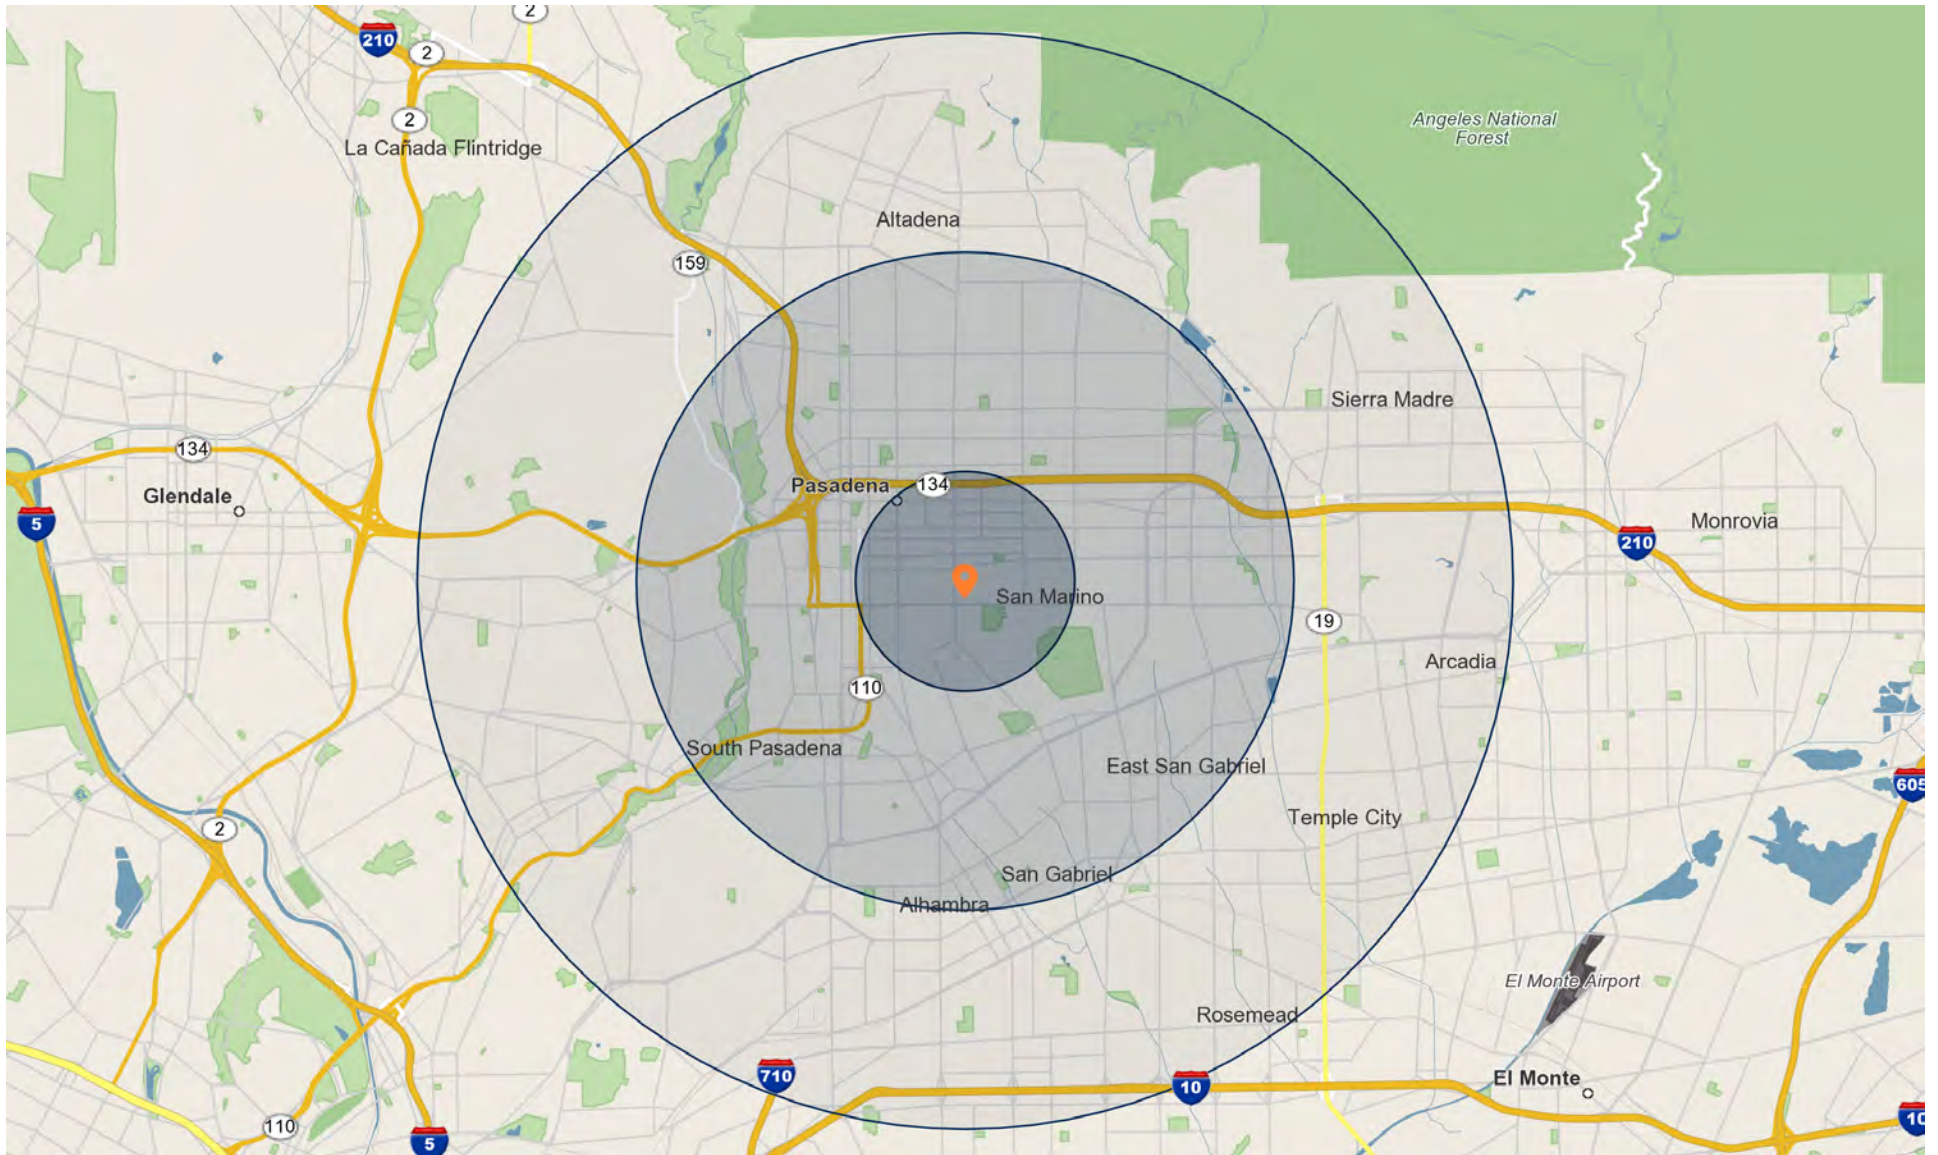 2
210
2
2
La Cañada Flintridge
Angeles National
Forest
Altadena
159
Sierra Madre
134
Pasadena
134
Glendale
5
Monrovia
210
San Marino
19
Arcadia
110
South Pasadena
East San Gabriel
605
Temple City
2
San Gabriel
Alhambra
El Monte Airport
Rosemead
710
10
El Monte
10
110
5